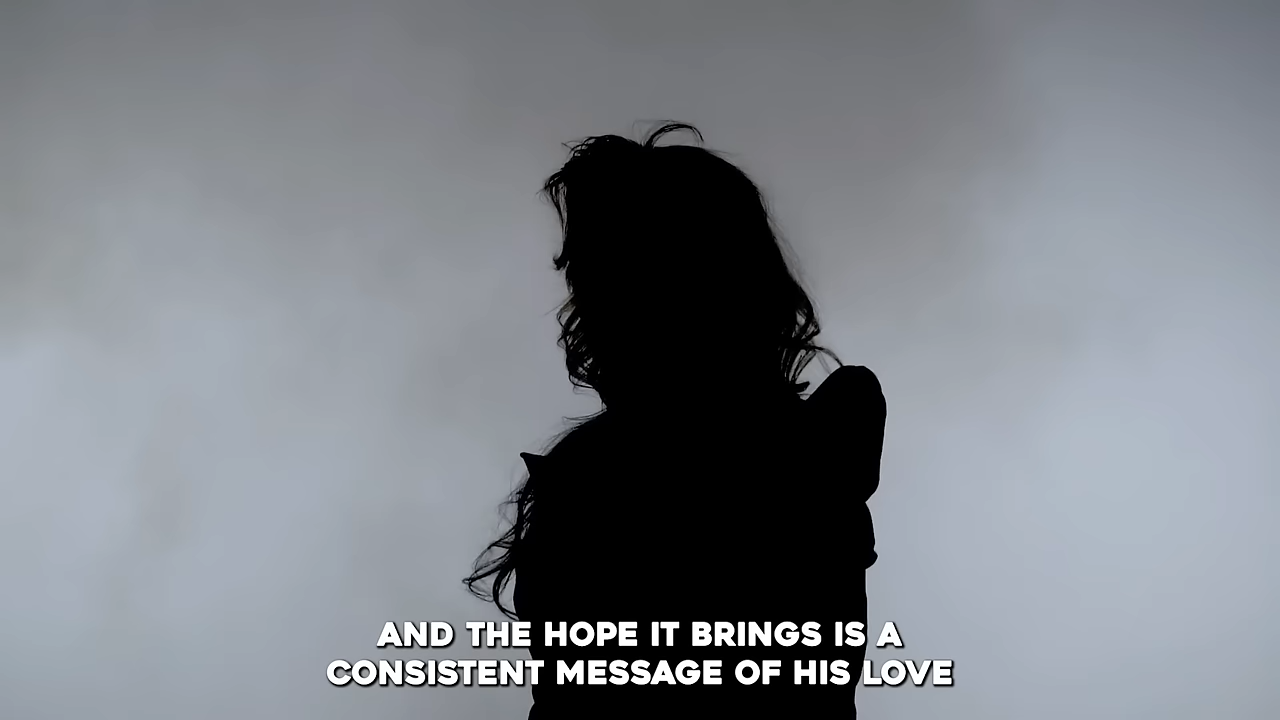 AND THE HOPE IT BRINGS IS A
CONSISTENT MESSAGE OF HIS LOVE